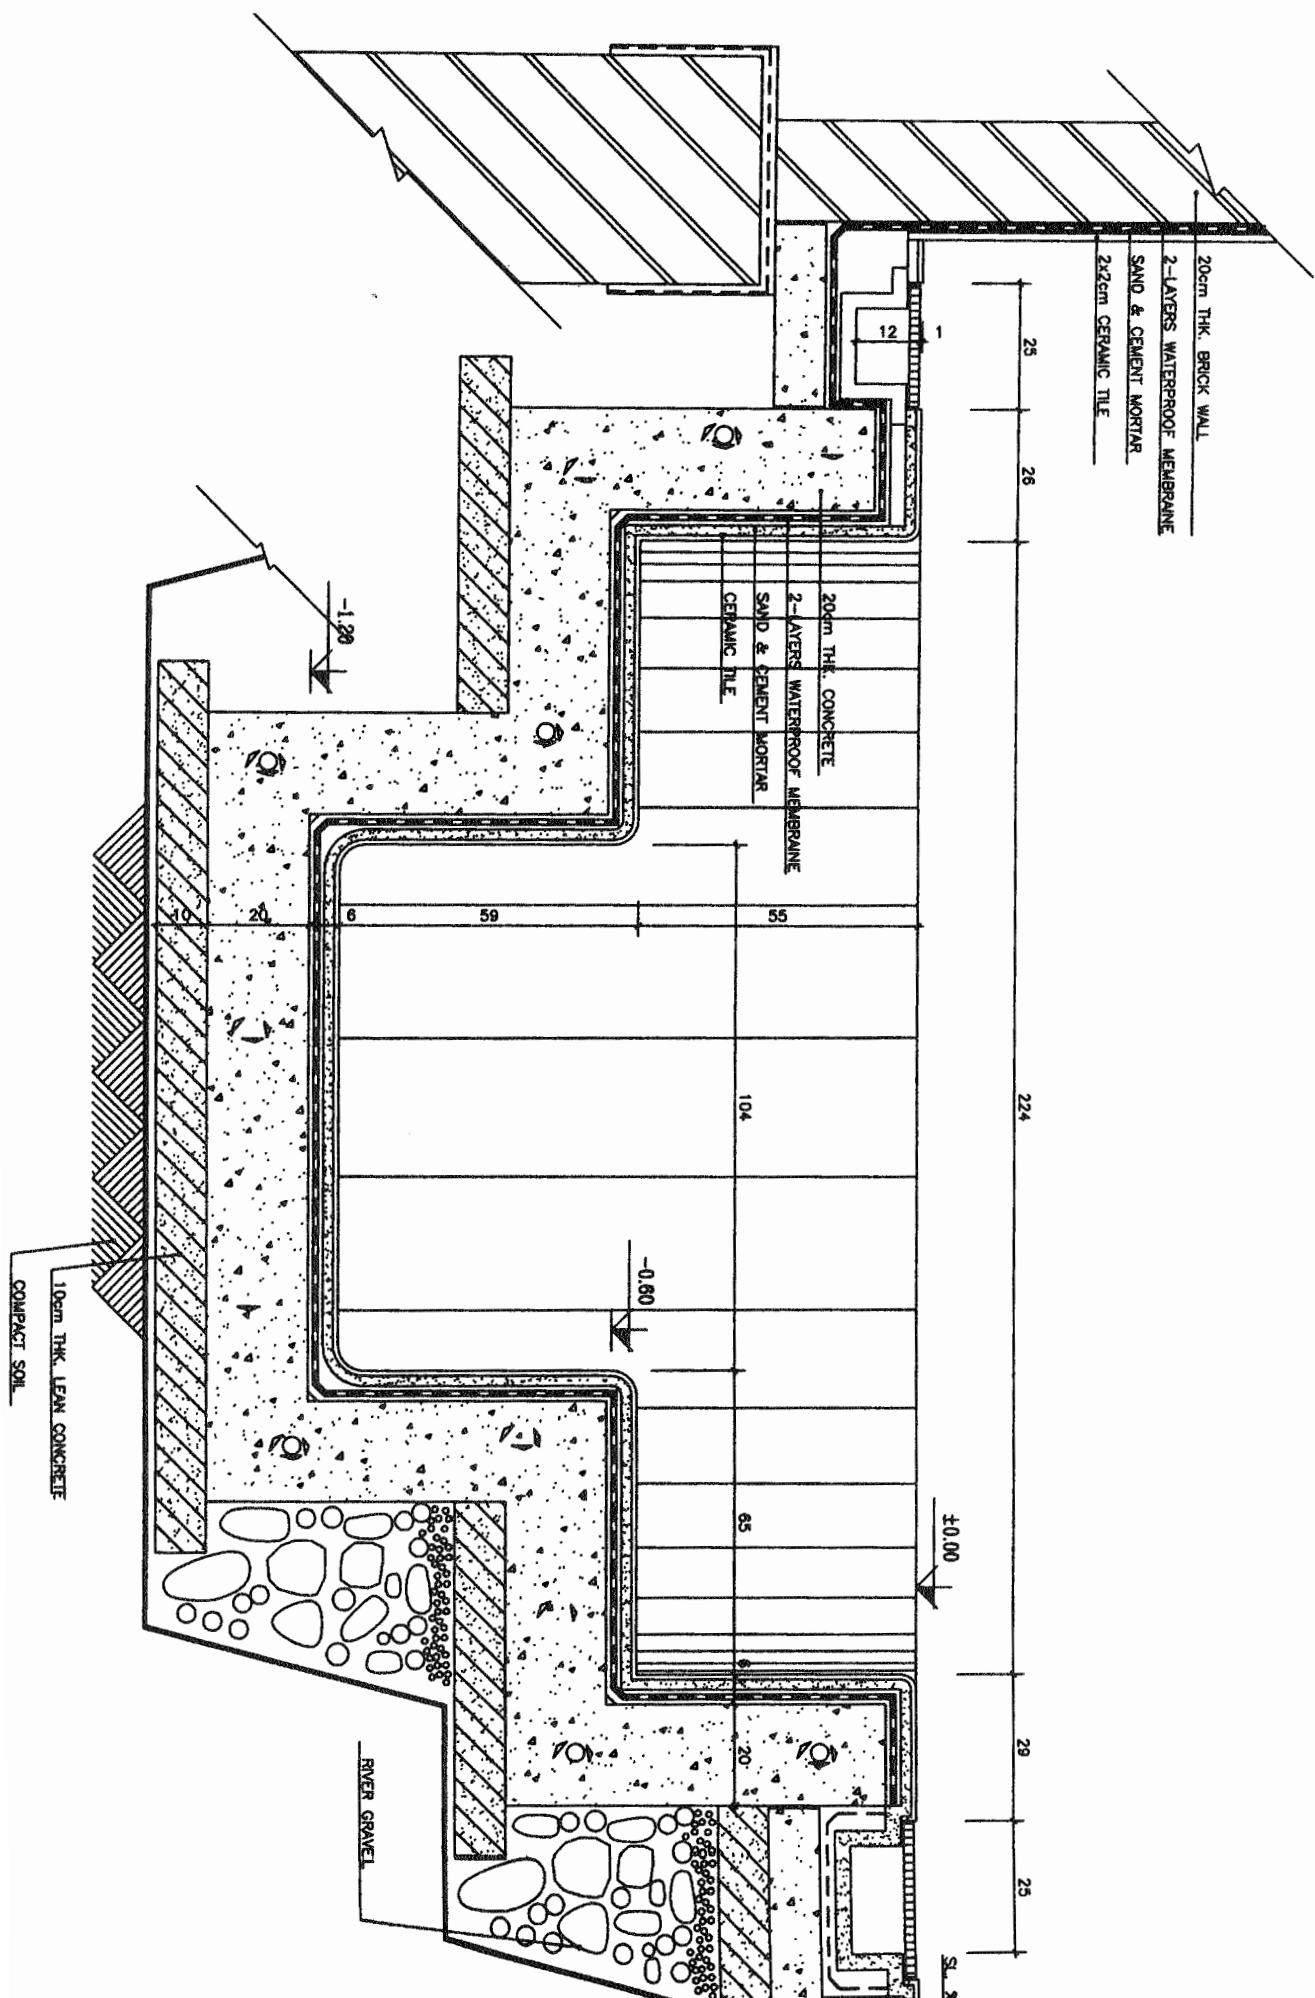 20cm THK. BRICK WALL
2-LAYERS WATERPROOF MEMBRAINE
SAND & CEMENT MORTAR
2x2cm CERAMIC TILE
25
26
224
29
25
12
1
20cm THK. CONCRETE
2-LAYERS WATERPROOF MEMBRAINE
SAND & CEMENT MORTAR
CERAMIC TILE
±0.00
55
59
6
20
10
104
65
6
20
-0.60
-1.20
RIVER GRAVEL
10cm THK. LEAN CONCRETE
COMPACT SOIL